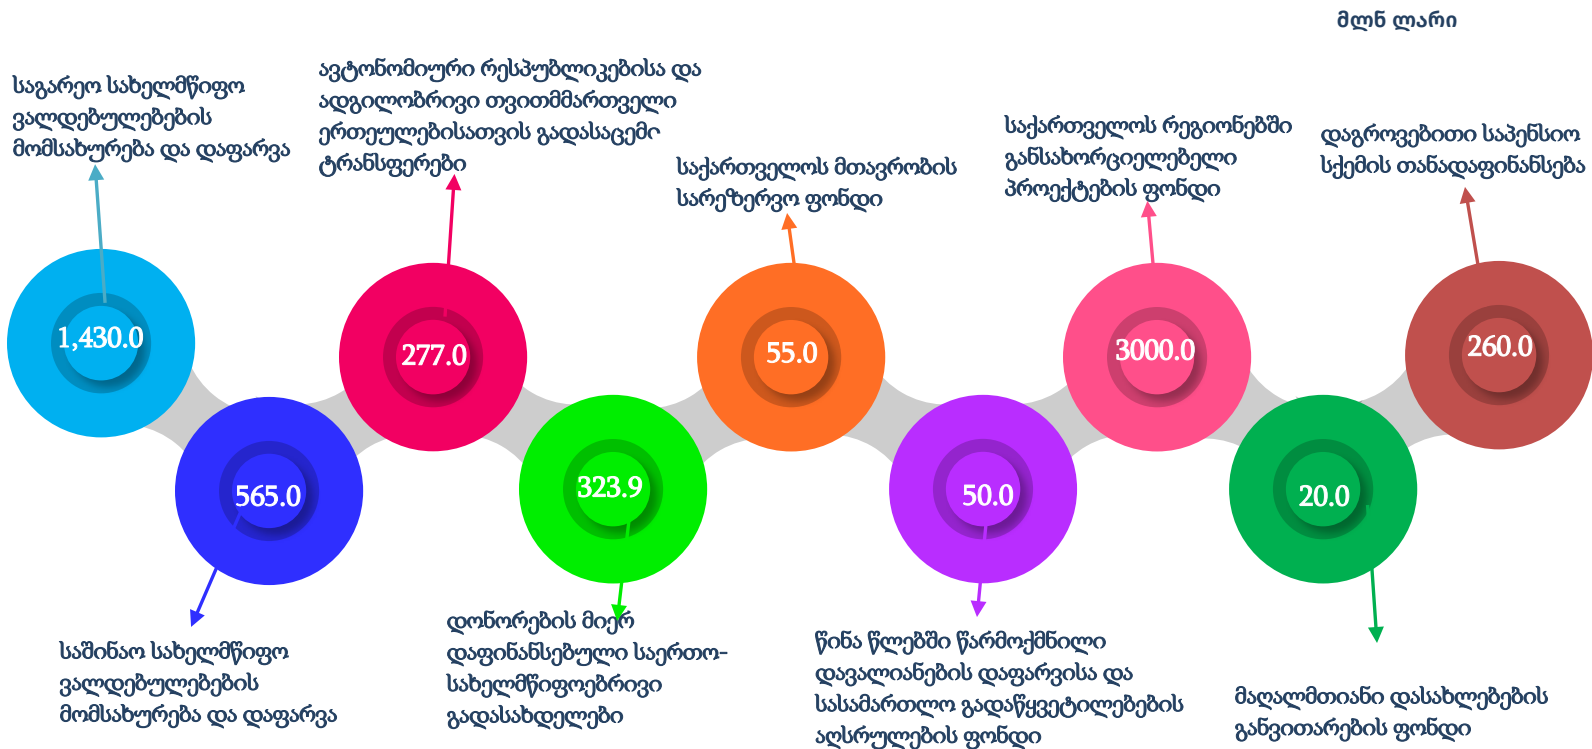 მლნ ლარი
საგარეო სახელმწიფო
ვალდებულებების
მომსახურება და დაფარვა
ავტონომიური რესპუბლიკებისა და
ადგილობრივი თვითმმართველი
ერთეულებისათვის გადასაცემი
ტრანსფერები
საქართველოს მთავრობის
სარეზერვო ფონდი
საქართველოს რეგიონებში
განსახორციელებელი
პროექტების ფონდი
დაგროვებითი საპენსიო
სქემის თანადაფინანსება
1,430.0
277.0
55.0
3000.0
260.0
565.0
323.9
50.0
20.0
საშინაო სახელმწიფო
ვალდებულებების
მომსახურება და დაფარვა
დონორების მიერ
დაფინანსებული საერთო-
სახელმწიფოებრივი
გადასახდელები
წინა წლებში წარმოქმნილი
დავალიანების დაფარვისა და
სასამართლო გადაწყვეტილებების
აღსრულების ფონდი
მაღალმთიანი დასახლებების
განვითარების ფონდი